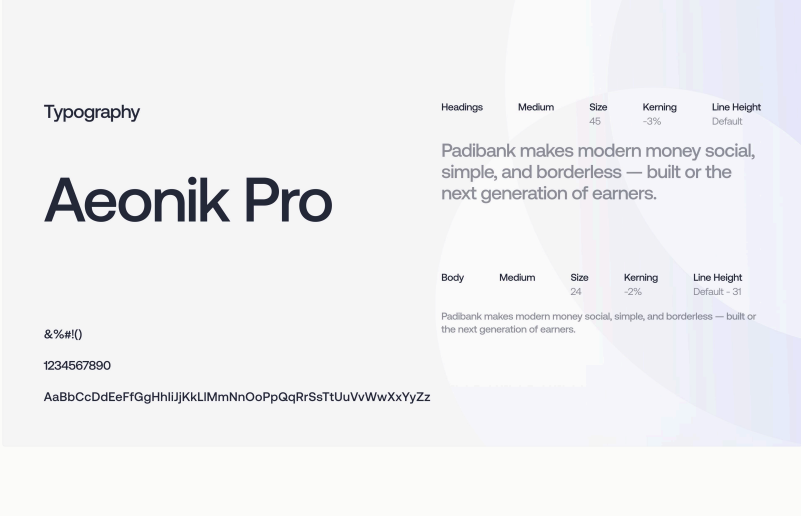 Typography
Aeonik Pro
&%#!()
1234567890
AaBbCcDdEeFfGgHhIiJjKkLlMmNnOoPpQqRrSsTtUuVvWwXxYyZz
Headings Medium Size Kerning Line Height
45 -3% Default
Padibank makes modern money social,
simple, and borderless — built or the
next generation of earners.
Body Medium Size Kerning Line Height
24 -2% Default - 31
Padibank makes modern money social, simple, and borderless — built or
the next generation of earners.